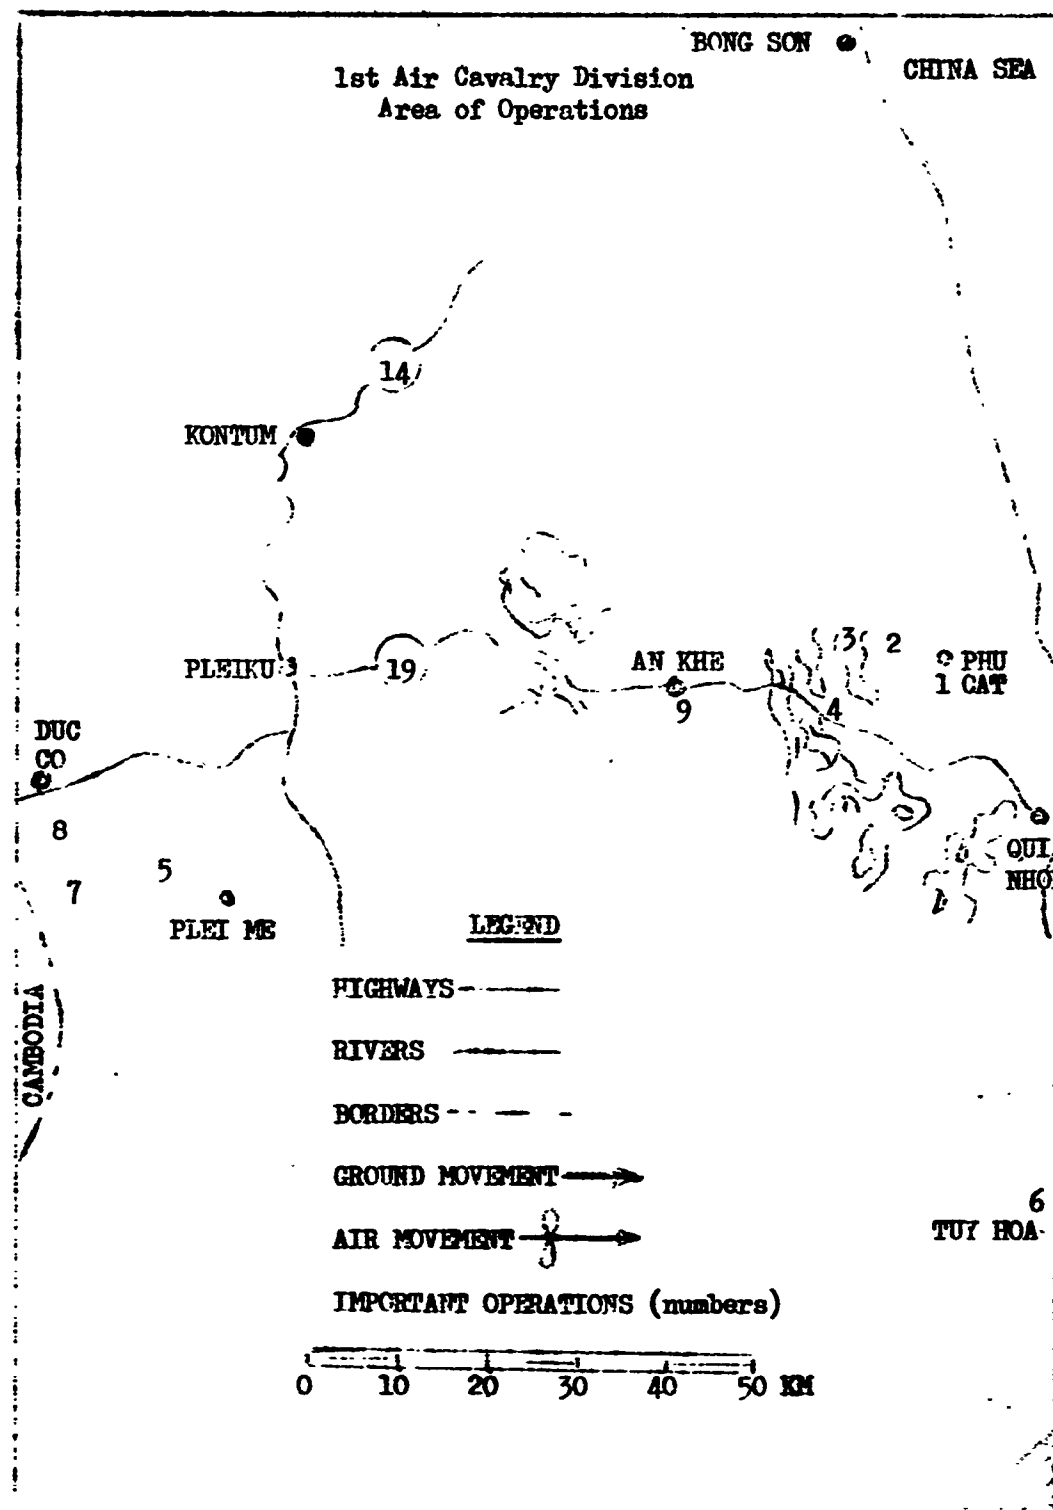 BONG SON
CHINA SEA
1st Air Cavalry Division
Area of Operations
14
KONTUM
3
2
PLEIKU
19
AN KHE
PHU
1 CAT
9
4
DUC
CO
8
5
7
QUI
NHO
PLEI ME
LEGEND
HIGHWAYS
RIVERS
CAMBODIA
BORDERS
GROUND MOVEMENT
6
TUY HOA
AIR MOVEMENT
IMPORTANT OPERATIONS (numbers)
0 10 20 30 40 50 KM